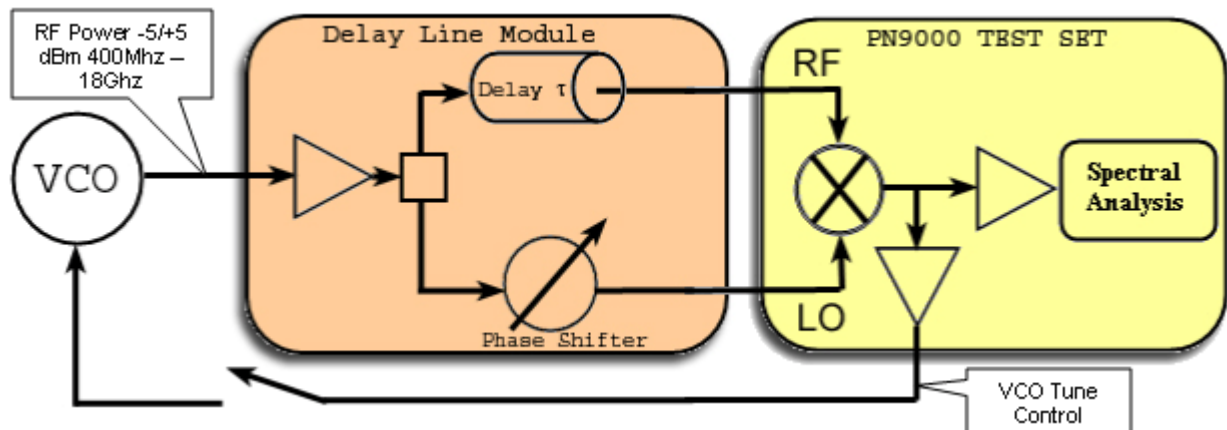 RF Power -5/+5
dBm 400Mhz –
18Ghz
VCO
Delay Line Module
Delay τ
Phase Shifter
PN9000 TEST SET
RF
LO
Spectral
Analysis
VCO Tune
Control